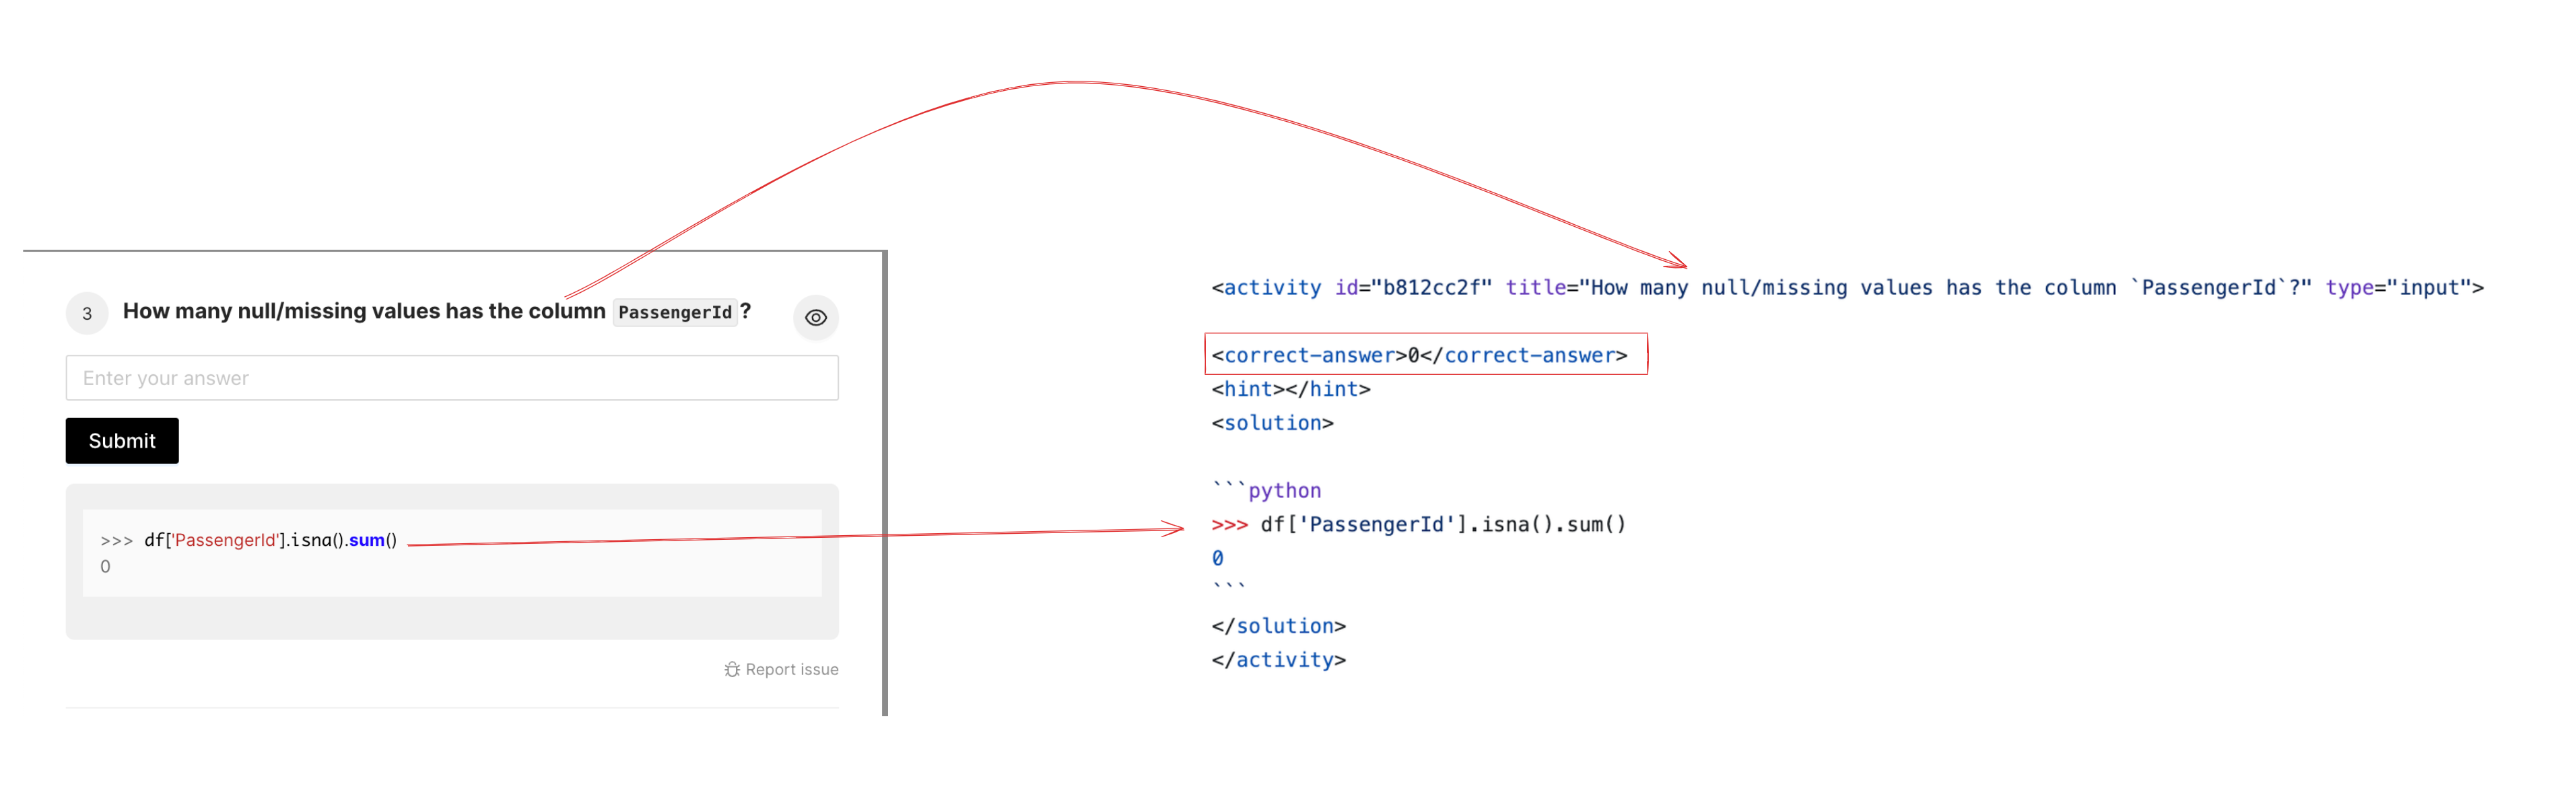 3 How many null/missing values has the column PassengerId ?
Enter your answer
Submit
>>> df['PassengerId'].isna().sum()
0
Report issue
<activity id="b812cc2f" title="How many null/missing values has the column `PassengerId`?" type="input">
<correct-answer>0</correct-answer>
<hint></hint>
<solution>
```python
>>> df['PassengerId'].isna().sum()
0
```
</solution>
</activity>